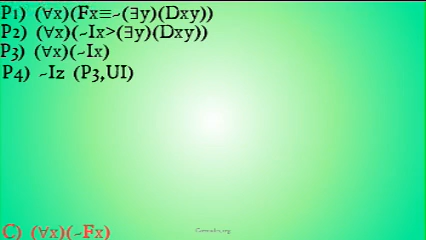 P1) (∀x)(Fx≡~(∃y)(Dxy))
P2) (∀x)(~Ix>(∃y)(Dxy))
P3) (∀x)(~Ix)
P4) ~Iz (P3,UI)
C) (∀x)(~Fx)